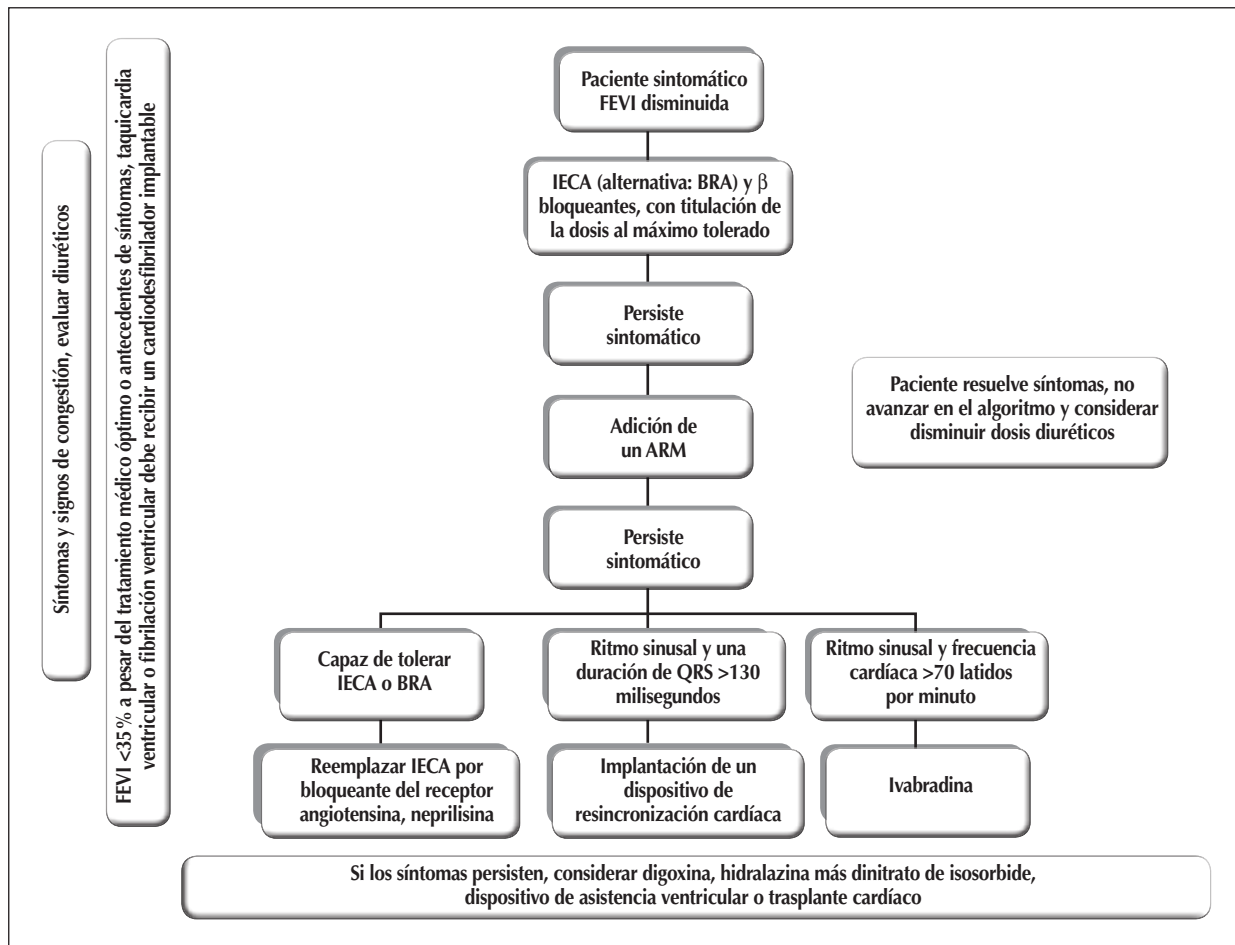 Síntomas y signos de congestión, evaluar diuréticos
FEVI <35 % a pesar del tratamiento médico óptimo o antecedentes de síntomas, taquicardia
ventricular o fibrilación ventricular debe recibir un cardiodesfibrilador implantable
Paciente sintomático
FEVI disminuida
IECA (alternativa: BRA) y β
bloqueantes, con titulación de
la dosis al máximo tolerado
Persiste
sintomático
Adición de
un ARM
Paciente resuelve síntomas, no
avanzar en el algoritmo y considerar
disminuir dosis diuréticos
Persiste
sintomático
Capaz de tolerar
IECA o BRA
Ritmo sinusal y una
duración de QRS >130
milisegundos
Ritmo sinusal y frecuencia
cardíaca >70 latidos
por minuto
Reemplazar IECA por
bloqueante del receptor
angiotensina, neprilisina
Implantación de un
dispositivo de
resincronización cardíaca
Ivabradina
Si los síntomas persisten, considerar digoxina, hidralazina más dinitrato de isosorbide,
dispositivo de asistencia ventricular o trasplante cardíaco